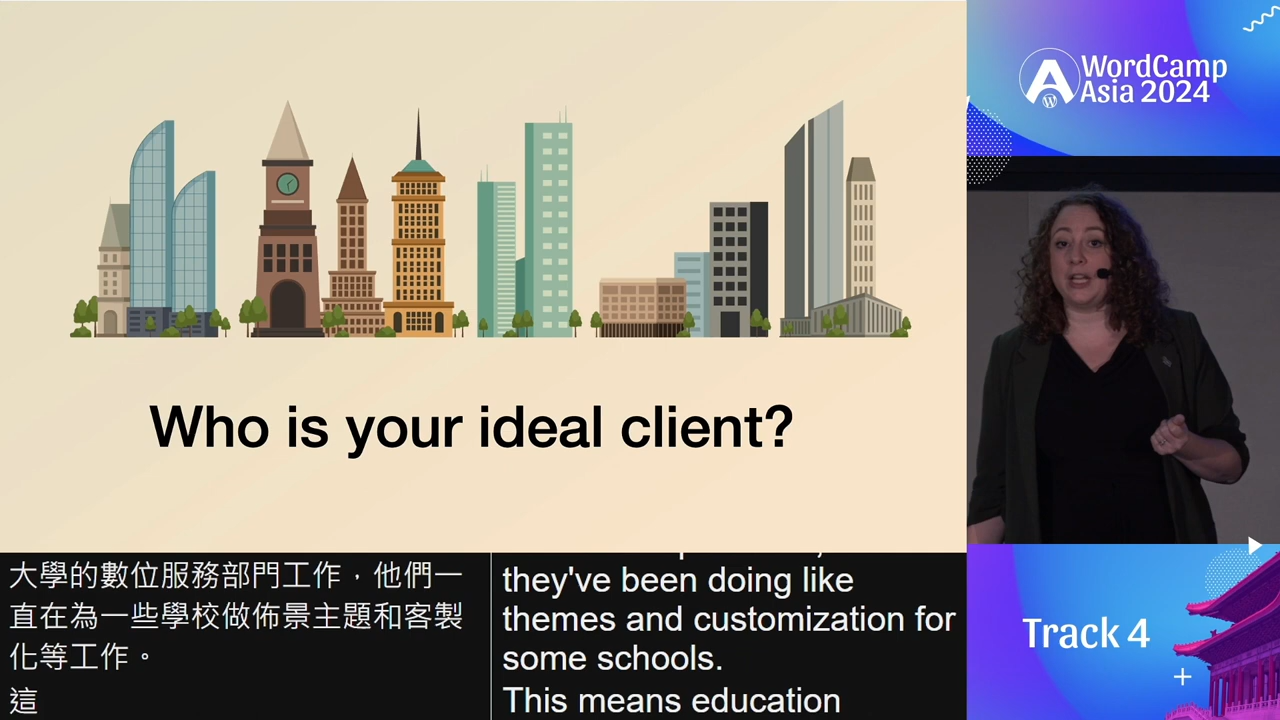 WordCamp
Asia 2024
Who is your ideal client?
大學的數位服務部門工作，他們一
直在為一些學校做佈景主題和客製
化等工作。
這
they've been doing like
themes and customization for
some schools.
This means education
Track 4